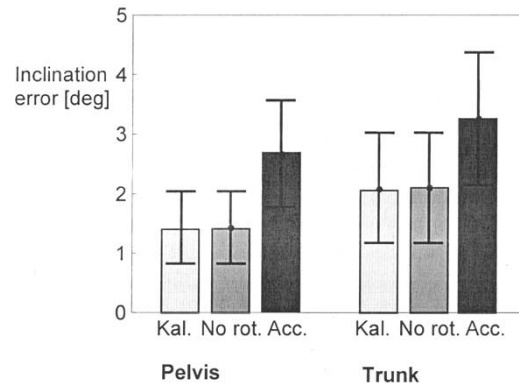 5
Inclination
error [deg]
4
3
2
1
0
Kal. No rot. Acc. Kal. No rot. Acc.
Pelvis Trunk